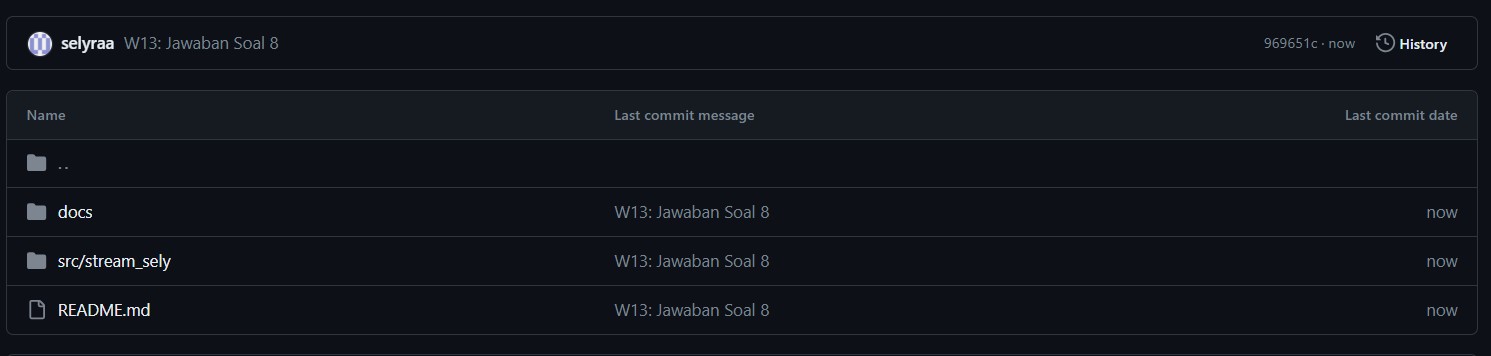 selyraa W13: Jawaban Soal 8 969651c · now History
Name Last commit message Last commit date
..
docs W13: Jawaban Soal 8 now
src/stream_sely W13: Jawaban Soal 8 now
README.md W13: Jawaban Soal 8 now